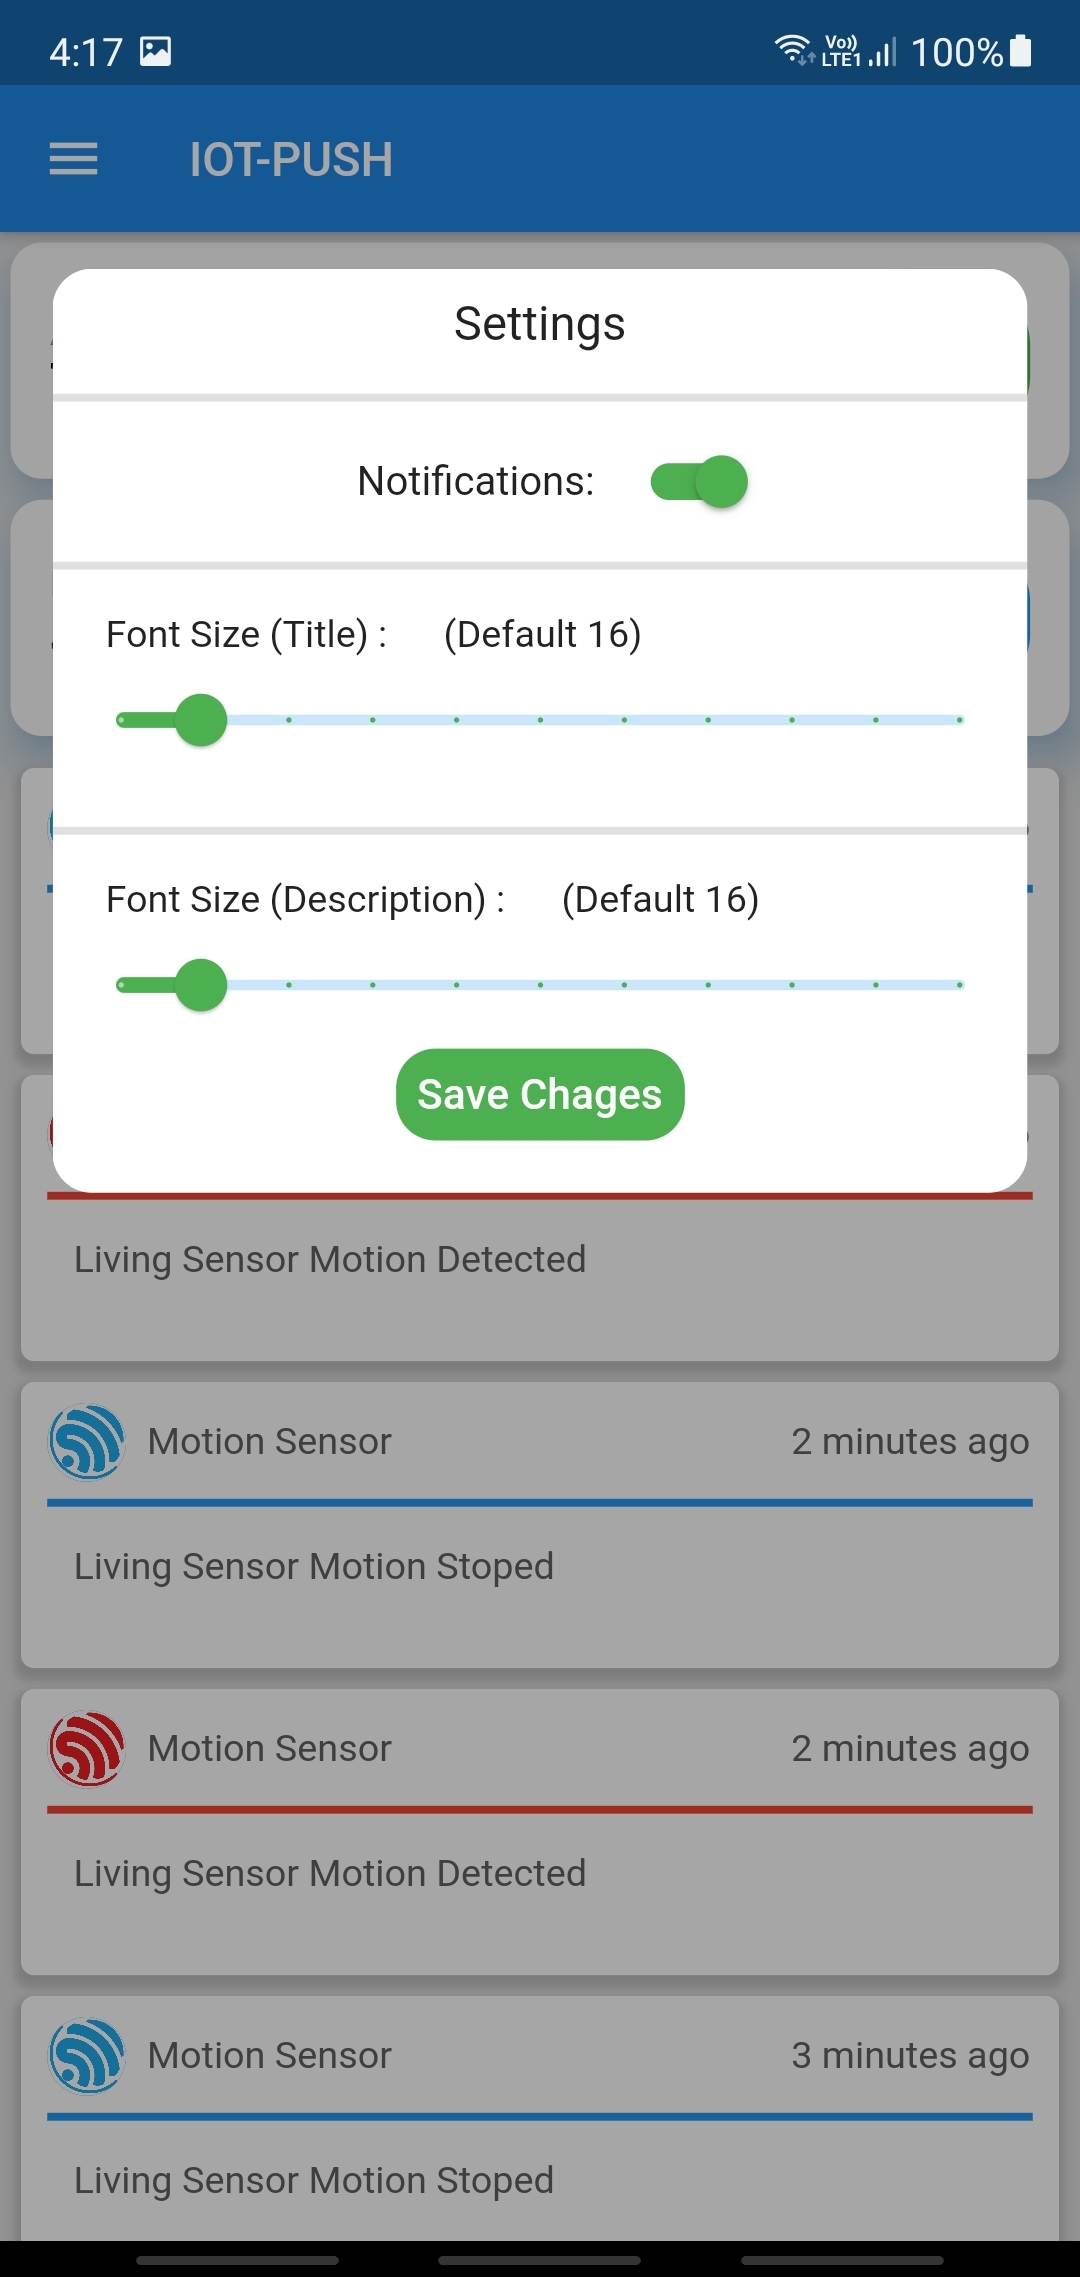 4:17 Vo)) LTE1 100%
IOT-PUSH
Settings
Notifications:
Font Size (Title) : (Default 16)
Font Size (Description) : (Default 16)
Save Chages
Living Sensor Motion Detected
Motion Sensor 2 minutes ago
Living Sensor Motion Stoped
Motion Sensor 2 minutes ago
Living Sensor Motion Detected
Motion Sensor 3 minutes ago
Living Sensor Motion Stoped